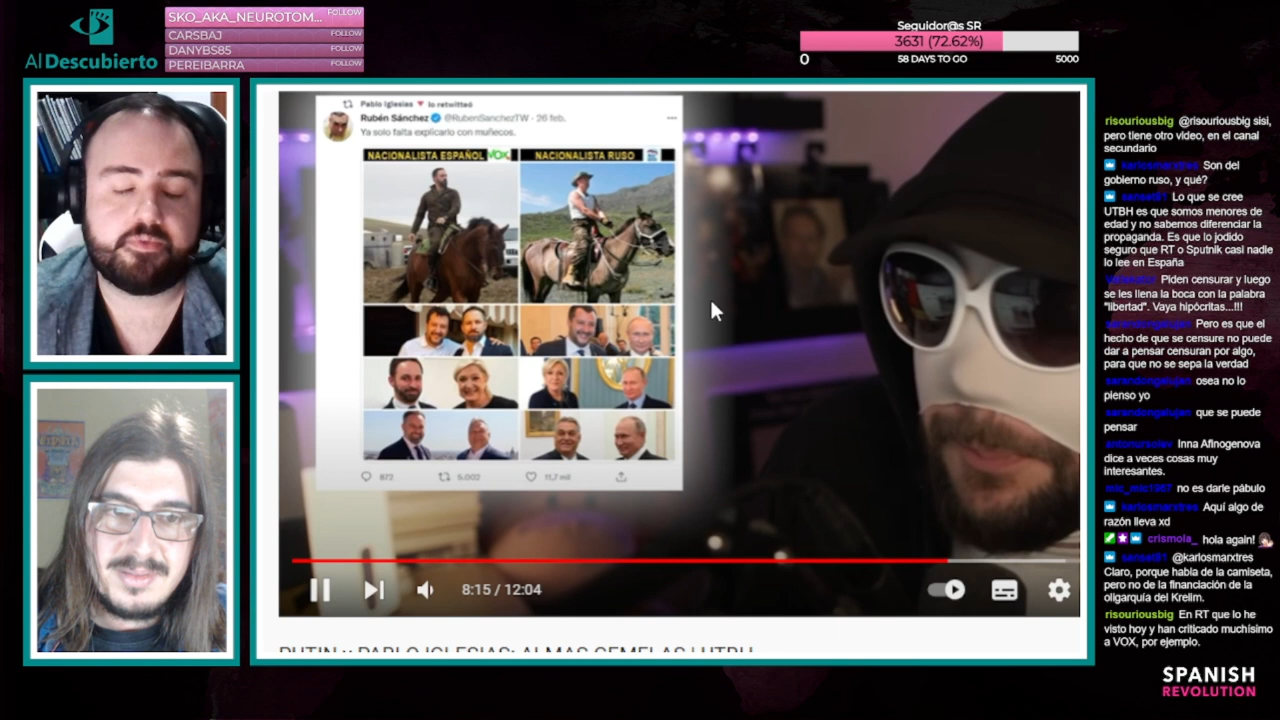 Al Descubierto
SKO_AKA_NEUROTOM... FOLLOW
CARSBAJ FOLLOW
DANYBS85 FOLLOW
PEREIBARRA FOLLOW
Seguidor@s SR
3631 (72.62%)
0 58 DAYS TO GO 5000
Pablo Iglesias lo retwitteó
Rubén Sánchez @RubenSanchezTW · 26 feb.
Ya solo falta explicarlo con muñecos.
NACIONALISTA ESPAÑOL VOX NACIONALISTA RUSO
872 5.002 11,7 mil
8:15 / 12:04
PUTIN y PABLO IGLESIAS: ALMAS GEMELAS | UTBH
risouriousbig @risouriousbig sisi,
pero tiene otro video, en el canal
secundario
karlosmarxtres Son del
gobierno ruso, y qué?
sansat81 Lo que se cree
UTBH es que somos menores de
edad y no sabemos diferenciar la
propaganda. Es que lo jodido
seguro que RT o Sputnik casi nadie
lo lee en España
Piden censurar y luego
se les llena la boca con la palabra
"libertad". Vaya hipócritas...!!!
Pero es que el
hecho de que se censure no puede
dar a pensar censuran por algo,
para que no se sepa la verdad
osea no lo
pienso yo
que se puede
pensar
Inna Afinogenova
dice a veces cosas muy
interesantes.
mic_mic1967 no es darle pábulo
karlosmarxtres Aquí algo de
razón lleva xd
crismola_ hola again!
sansat81 @karlosmarxtres
Claro, porque habla de la camiseta,
pero no de la financiación de la
oligarquía del Krelim.
risouriousbig En RT que lo he
visto hoy y han criticado muchísimo
a VOX, por ejemplo.
SPANISH
REVOLUTION